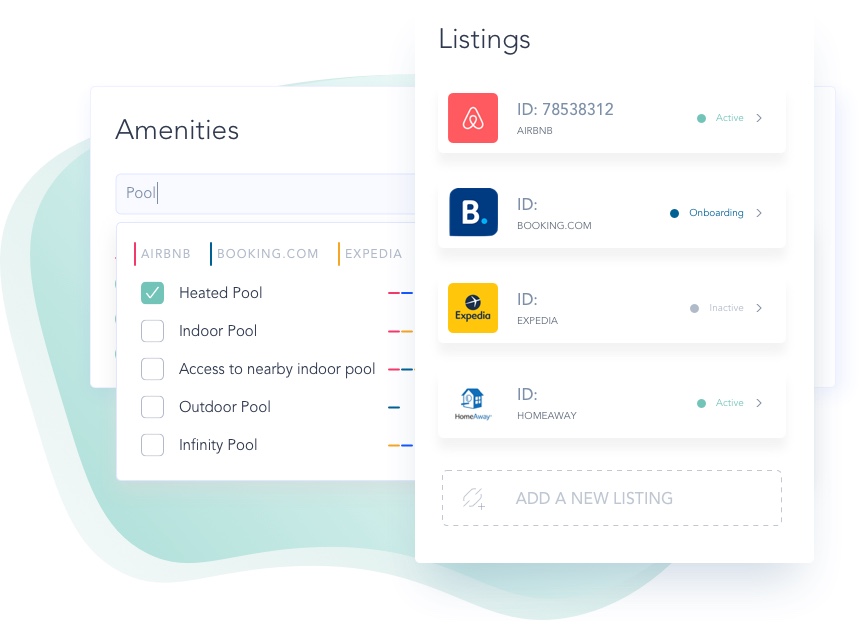 Listings
ID: 78538312
AIRBNB
Active
B.
ID:
BOOKING.COM
Onboarding
Expedia
ID:
EXPEDIA
Inactive
HomeAway
ID:
HOMEAWAY
Active
ADD A NEW LISTING
Amenities
Pool
AIRBNB BOOKING.COM EXPEDIA
Heated Pool
Indoor Pool
Access to nearby indoor pool
Outdoor Pool
Infinity Pool